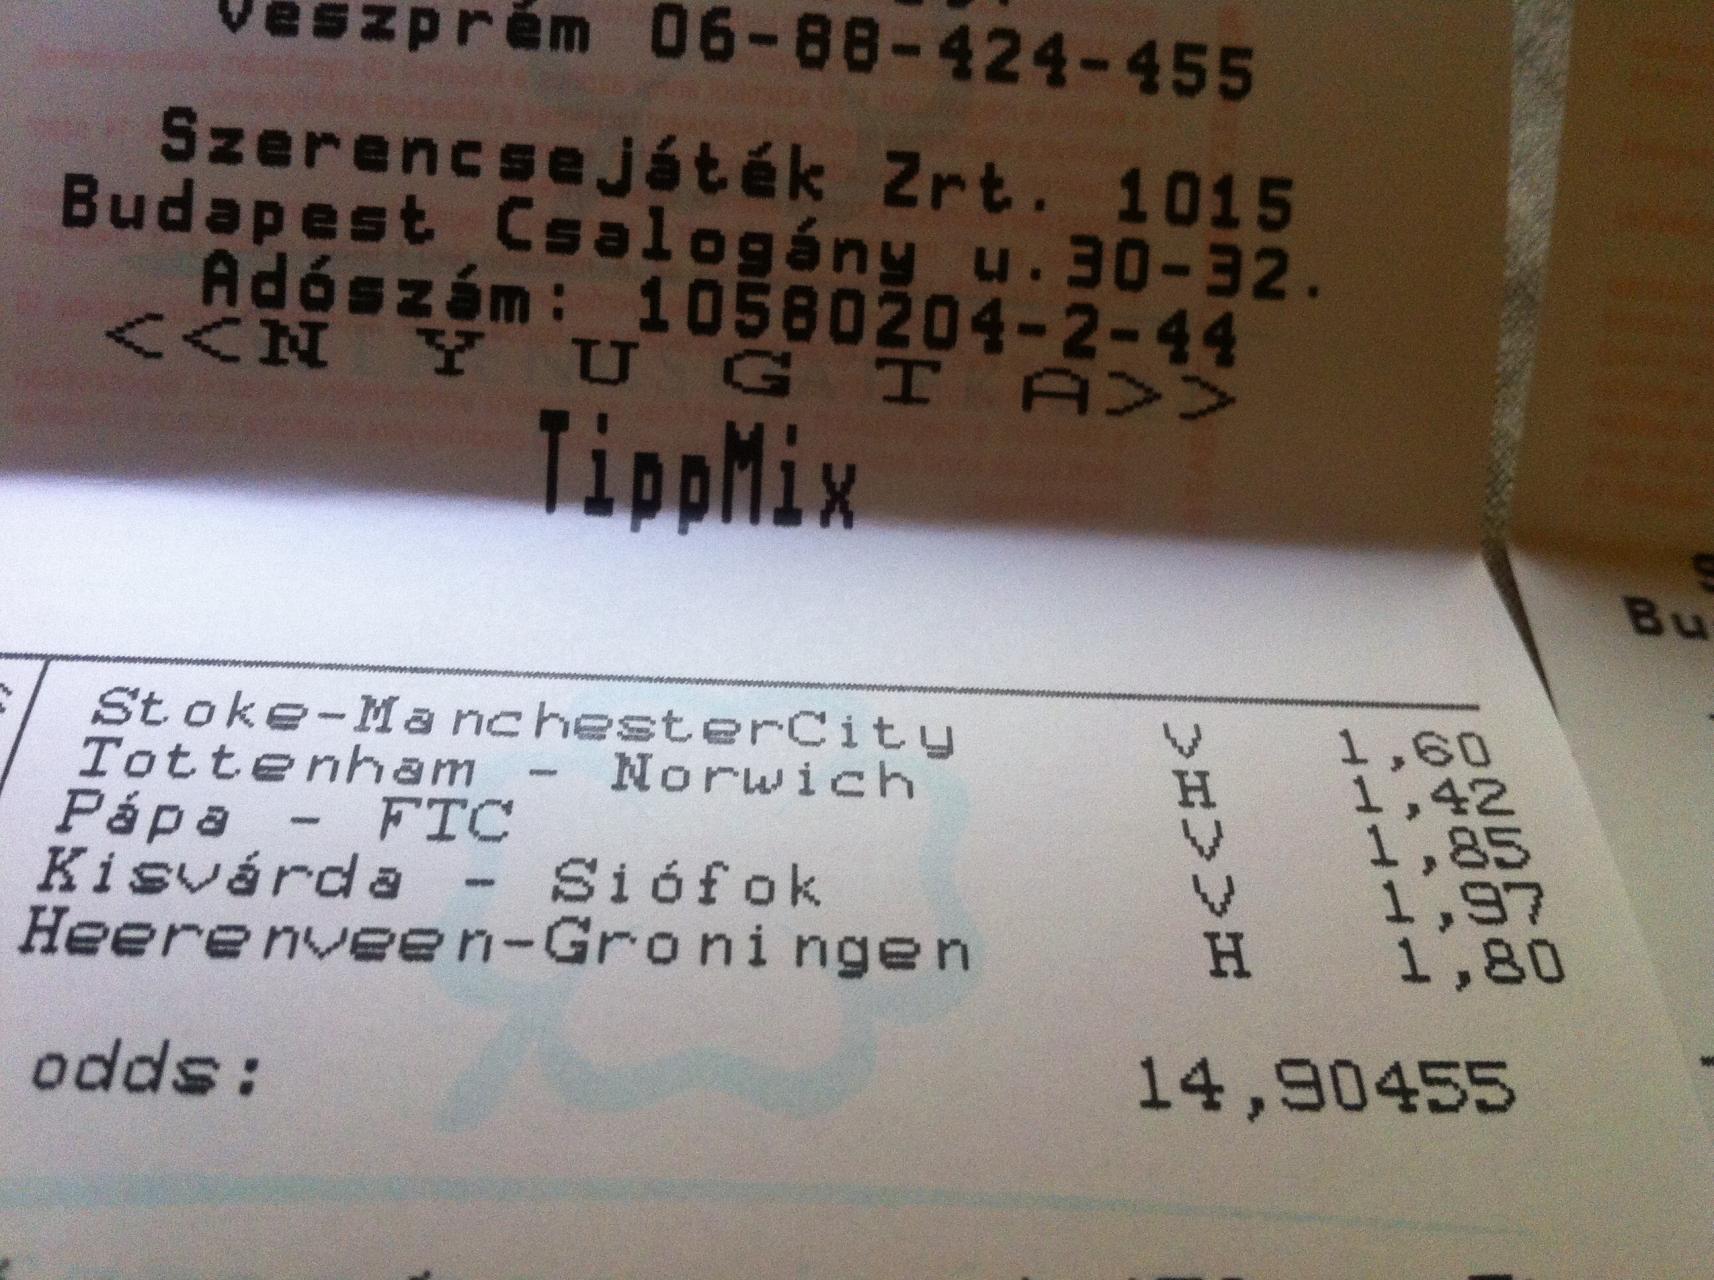 Veszprém 06-88-424-455
Szerencsejáték Zrt. 1015
Budapest Csalogány u.30-32.
Adószám: 10580204-2-44
<<N Y U G T A>>
TippMix
Stoke-ManchesterCity V 1,60
Tottenham - Norwich H 1,42
Pápa - FTC V 1,85
Kisvárda - Siófok V 1,97
Heerenveen-Groningen H 1,80
odds: 14,90455
Bu